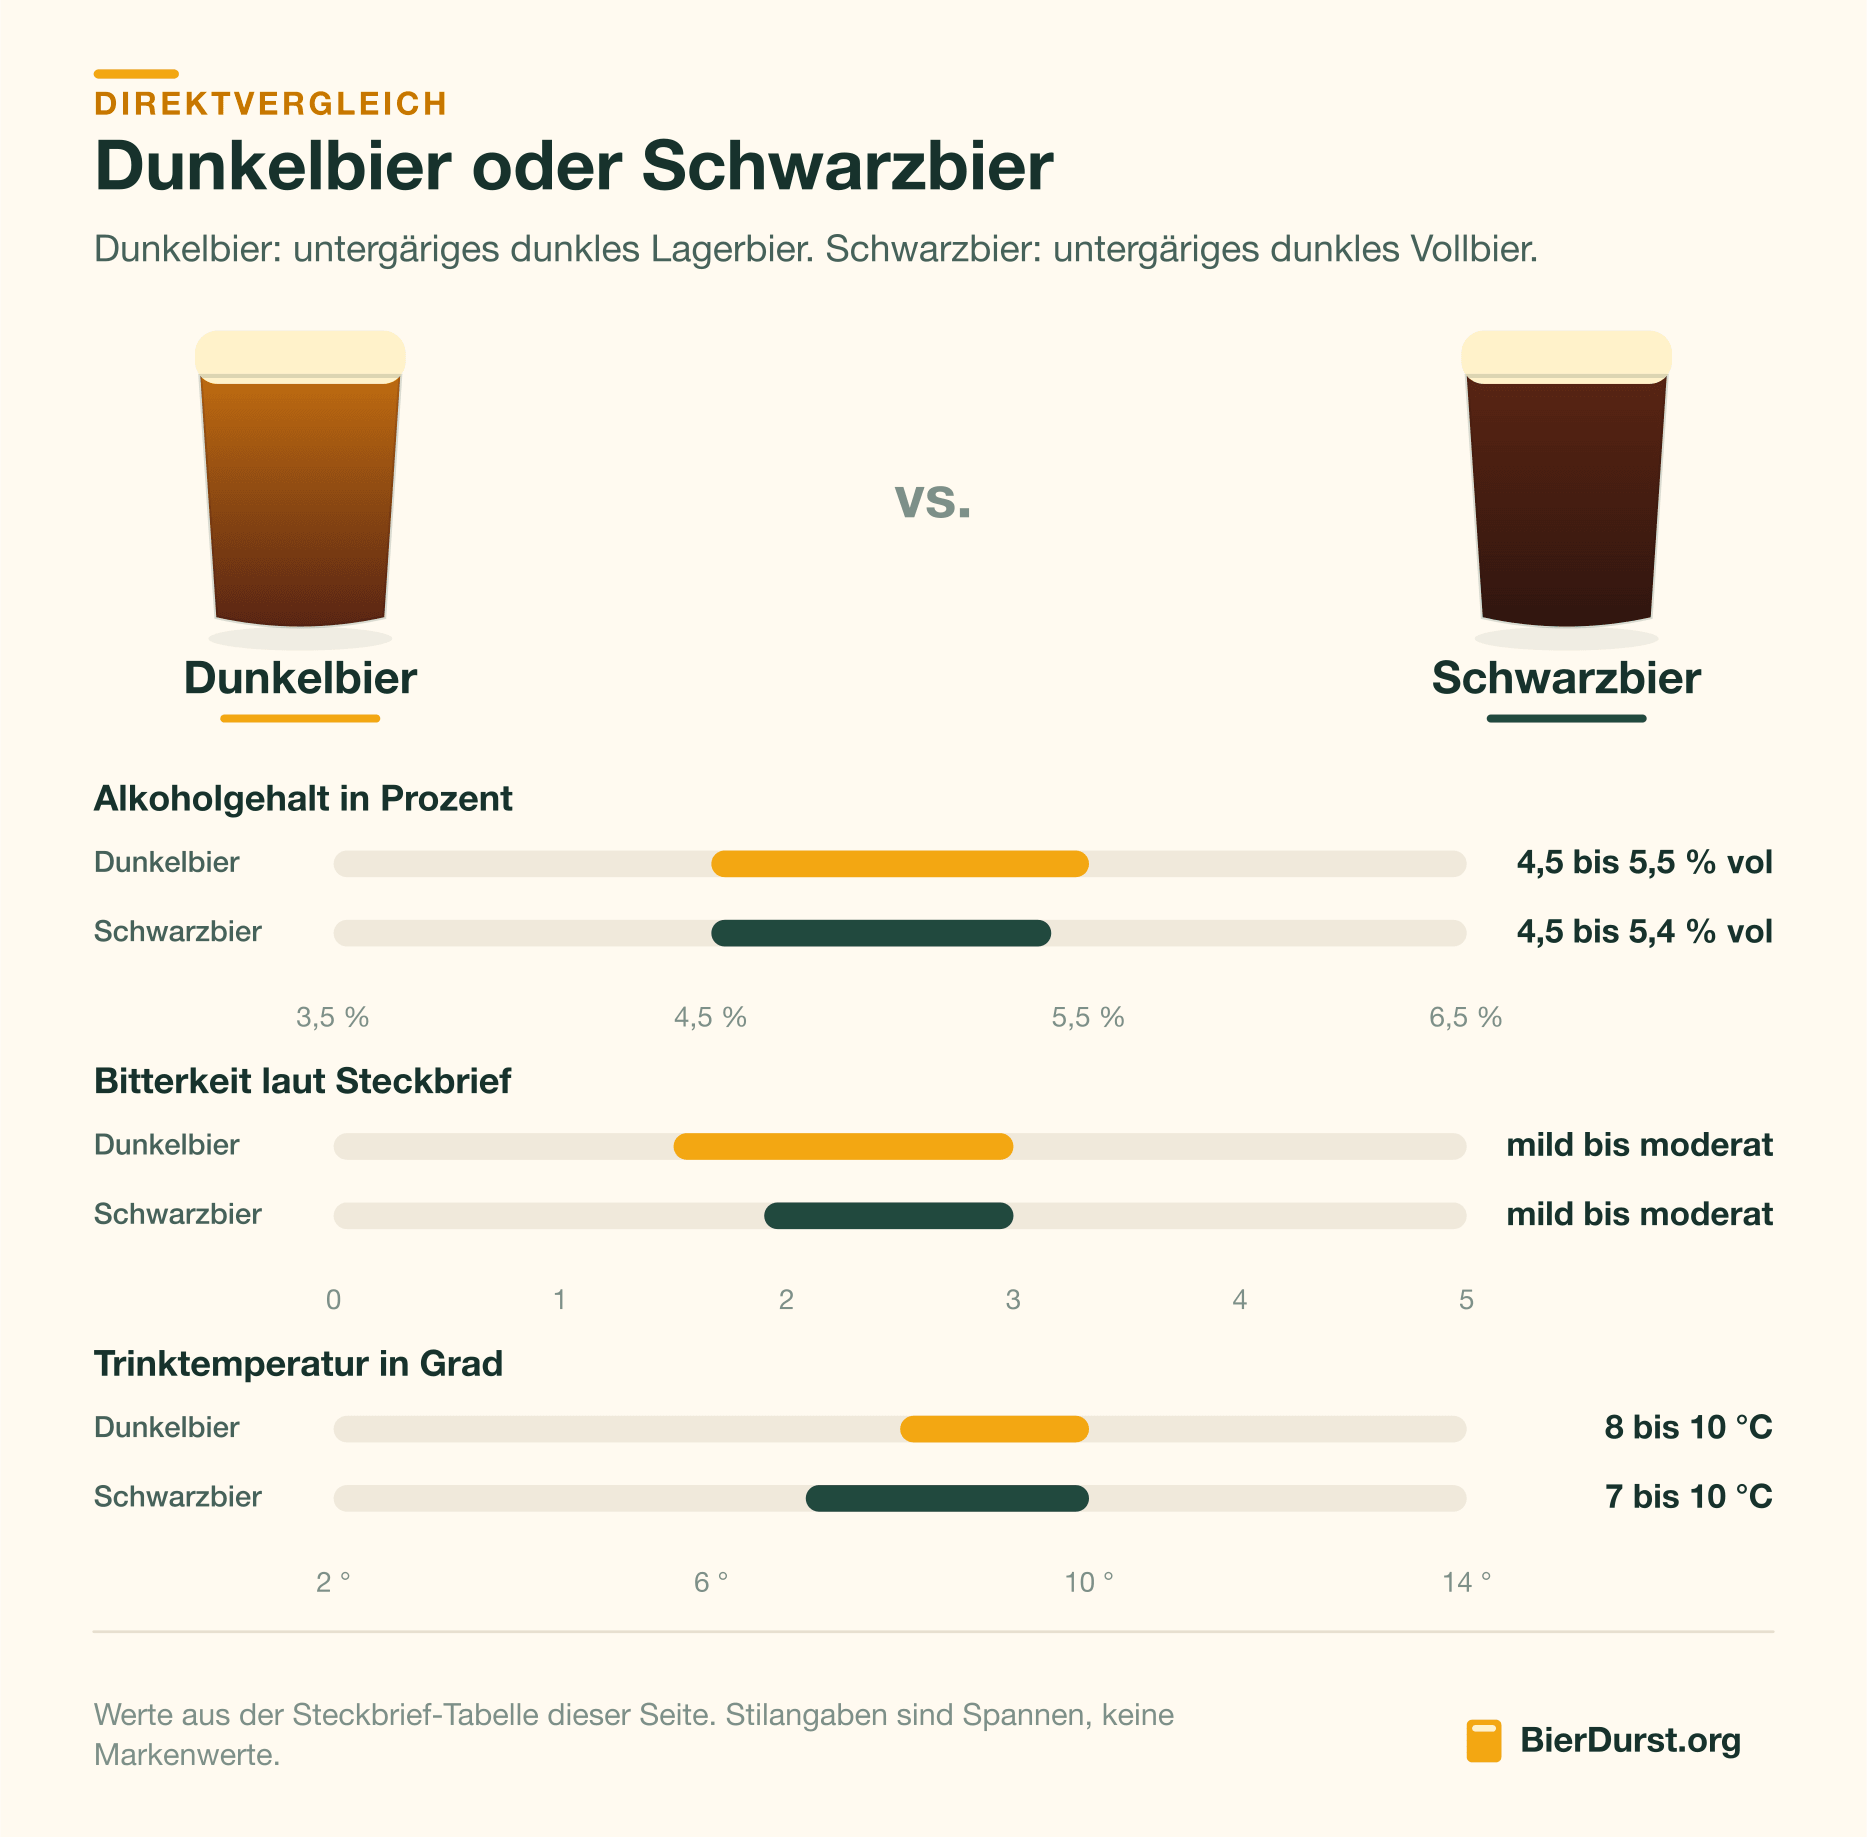 DIREKTVERGLEICH
Dunkelbier oder Schwarzbier
Dunkelbier: untergäriges dunkles Lagerbier. Schwarzbier: untergäriges dunkles Vollbier.
vs.
Dunkelbier
Schwarzbier
Alkoholgehalt in Prozent
Dunkelbier 4,5 bis 5,5 % vol
Schwarzbier 4,5 bis 5,4 % vol
3,5 % 4,5 % 5,5 % 6,5 %
Bitterkeit laut Steckbrief
Dunkelbier mild bis moderat
Schwarzbier mild bis moderat
0 1 2 3 4 5
Trinktemperatur in Grad
Dunkelbier 8 bis 10 °C
Schwarzbier 7 bis 10 °C
2 ° 6 ° 10 ° 14 °
Werte aus der Steckbrief-Tabelle dieser Seite. Stilangaben sind Spannen, keine
Markenwerte.
BierDurst.org